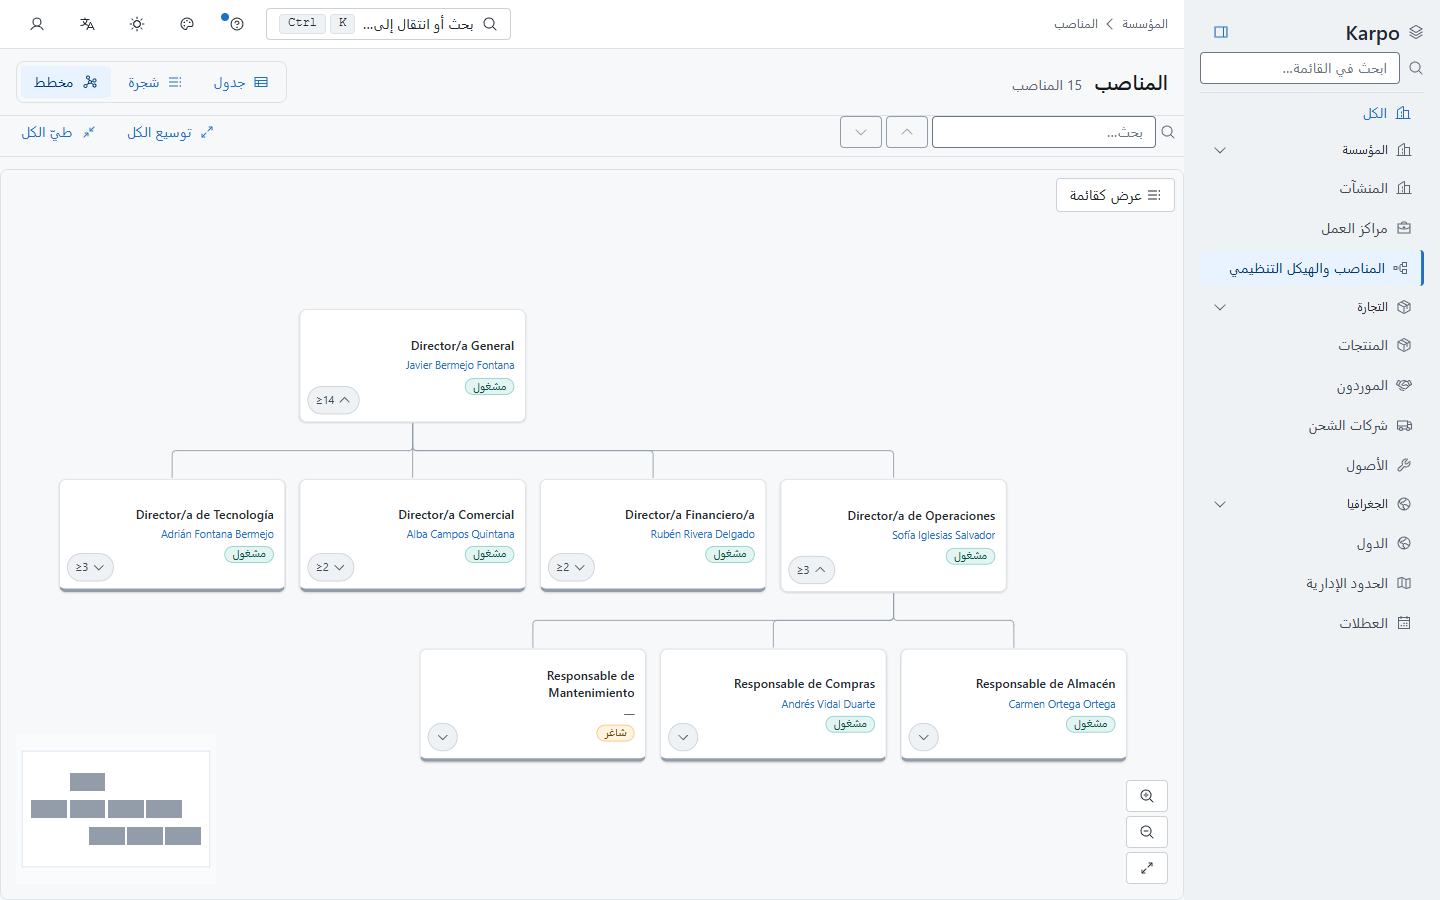 Karpo
ابحث في القائمة...
الكل
المؤسسة
المنشآت
مراكز العمل
المناصب والهيكل التنظيمي
التجارة
المنتجات
الموردون
شركات الشحن
الأصول
الجغرافيا
الدول
الحدود الإدارية
العطلات
المؤسسة
المناصب
بحث أو انتقال إلى...
Ctrl K
المناصب
15 المناصب
جدول
شجرة
مخطط
بحث...
توسيع الكل
طيّ الكل
عرض كقائمة
Director/a General
Javier Bermejo Fontana
مشغول
≥14
Director/a de Operaciones
Sofía Iglesias Salvador
مشغول
≥3
Director/a Financiero/a
Rubén Rivera Delgado
مشغول
≥2
Director/a Comercial
Alba Campos Quintana
مشغول
≥2
Director/a de Tecnología
Adrián Fontana Bermejo
مشغول
≥3
Responsable de Almacén
Carmen Ortega Ortega
مشغول
Responsable de Compras
Andrés Vidal Duarte
مشغول
Responsable de
Mantenimiento
—
شاغر